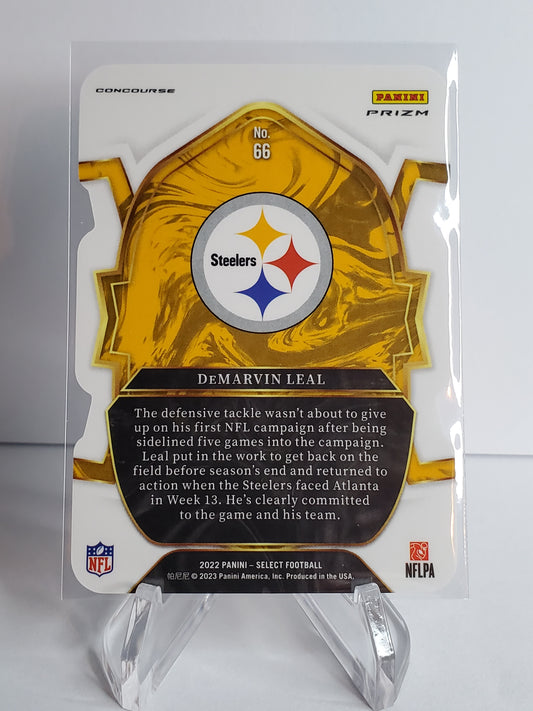 CONCOURSE
PANINI
PRIZM
No.
66
Steelers
DEMARVIN LEAL
The defensive tackle wasn't about to give
up on his first NFL campaign after being
sidelined five games into the campaign.
Leal put in the work to get back on the
field before season's end and returned to
action when the Steelers faced Atlanta
in Week 13. He's clearly committed
to the game and his team.
NFL
2022 PANINI – SELECT FOOTBALL
帕尼尼 © 2023 Panini America, Inc. Produced in the USA.
NFLPA